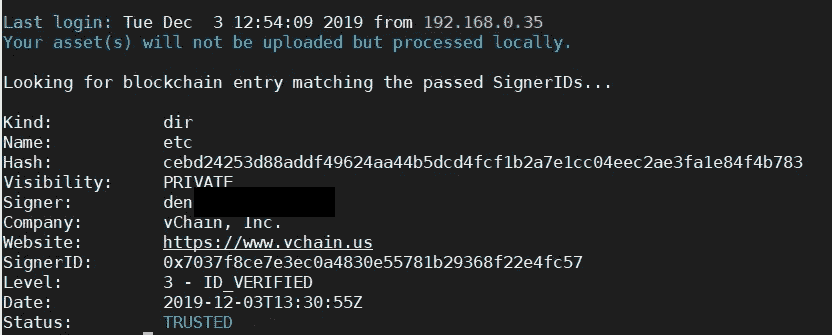 Last login: Tue Dec  3 12:54:09 2019 from 192.168.0.35
Your asset(s) will not be uploaded but processed locally.
Looking for blockchain entry matching the passed SignerIDs...
Kind: dir
Name: etc
Hash: cebd24253d88addf49624aa44b5dcd4fcf1b2a7e1cc04eec2ae3fa1e84f4b783
Visibility: PRIVATE
Signer: den
Company: vChain, Inc.
Website: https://www.vchain.us
SignerID: 0x7037f8ce7e3ec0a4830e55781b29368f22e4fc57
Level: 3 - ID_VERIFIED
Date: 2019-12-03T13:30:55Z
Status: TRUSTED